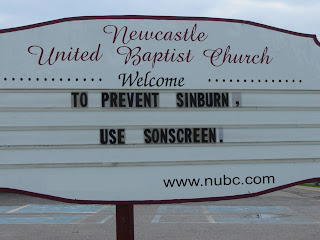 Newcastle
United Baptist Church
Welcome
TO PREVENT SINBURN,
USE SONSCREEN.
www.nubc.com